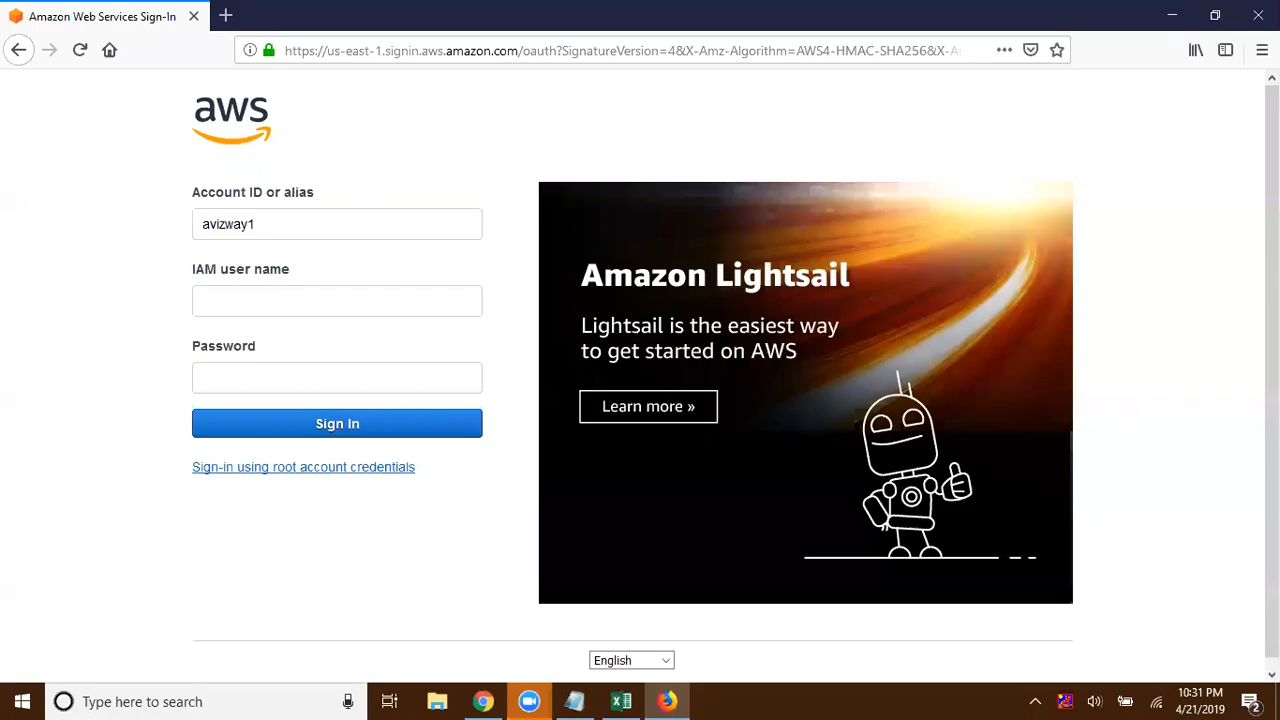 Amazon Web Services Sign-In
https://us-east-1.signin.aws.amazon.com/oauth?SignatureVersion=4&X-Amz-Algorithm=AWS4-HMAC-SHA256&X-A
aws
Account ID or alias
avizway1
IAM user name
Password
Sign In
Sign-in using root account credentials
Amazon Lightsail
Lightsail is the easiest way
to get started on AWS
Learn more »
English
Type here to search
10:31 PM
4/21/2019
2